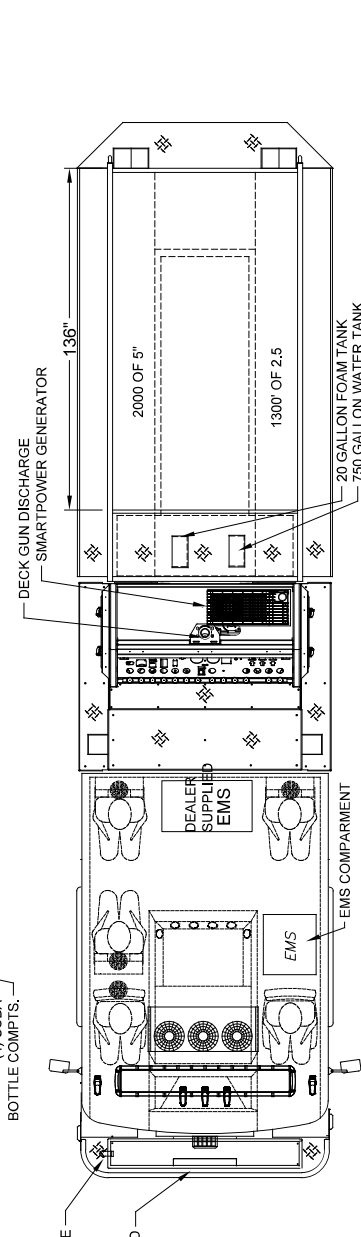 DECK GUN DISCHARGE
SMARTPOWER GENERATOR
136"
2000 OF 5"
1300' OF 2.5
20 GALLON FOAM TANK
750 GALLON WATER TANK
DEALER
SUPPLIED
EMS
EMS
EMS COMPARMENT
BOTTLE COMPTS.